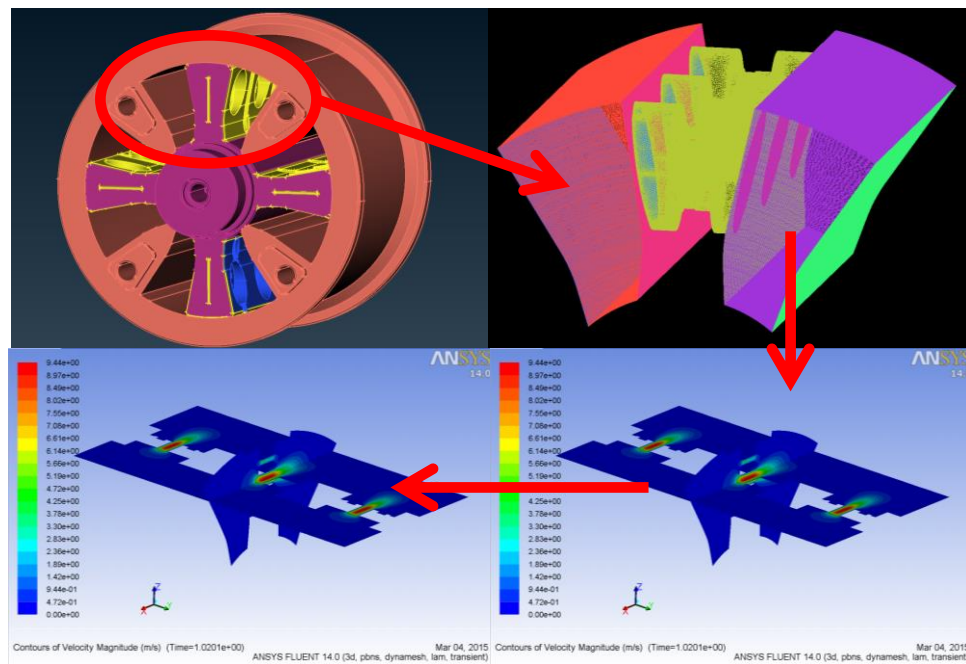 9.44e+00
8.97e+00
8.49e+00
8.02e+00
7.55e+00
7.08e+00
6.61e+00
6.14e+00
5.66e+00
5.19e+00
4.72e+00
4.25e+00
3.78e+00
3.30e+00
2.83e+00
2.36e+00
1.89e+00
1.42e+00
9.44e-01
4.72e-01
0.00e+00
ANSYS
14.0
Z
X
Y
Contours of Velocity Magnitude (m/s) (Time=1.0201e+00)
Mar 04, 2015
ANSYS FLUENT 14.0 (3d, pbns, dynamesh, lam, transient)
9.44e+00
8.97e+00
8.49e+00
8.02e+00
7.55e+00
7.08e+00
6.61e+00
6.14e+00
5.66e+00
5.19e+00
4.72e+00
4.25e+00
3.78e+00
3.30e+00
2.83e+00
2.36e+00
1.89e+00
1.42e+00
9.44e-01
4.72e-01
0.00e+00
ANSYS
Z
X
Y
Contours of Velocity Magnitude (m/s) (Time=1.0201e+00)
Mar 04, 201
ANSYS FLUENT 14.0 (3d, pbns, dynamesh, lam, transient